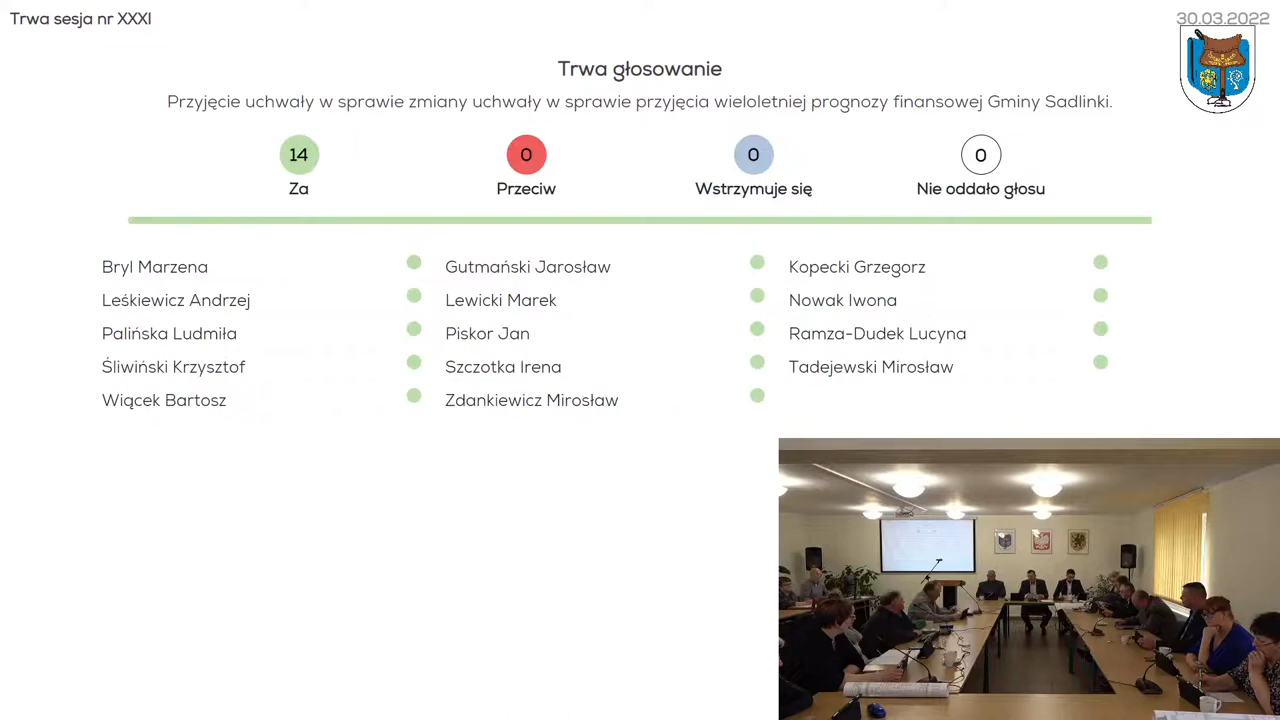 Trwa sesja nr XXXI
30.03.2022
Trwa głosowanie
Przyjęcie uchwały w sprawie zmiany uchwały w sprawie przyjęcia wieloletniej prognozy finansowej Gminy Sadlinki.
14 0 0 0
Za Przeciw Wstrzymuje się Nie oddało głosu
Bryl Marzena Gutmański Jarosław Kopecki Grzegorz
Leśkiewicz Andrzej Lewicki Marek Nowak Iwona
Palińska Ludmiła Piskor Jan Ramza-Dudek Lucyna
Śliwiński Krzysztof Szczotka Irena Tadejewski Mirosław
Wiącek Bartosz Zdankiewicz Mirosław